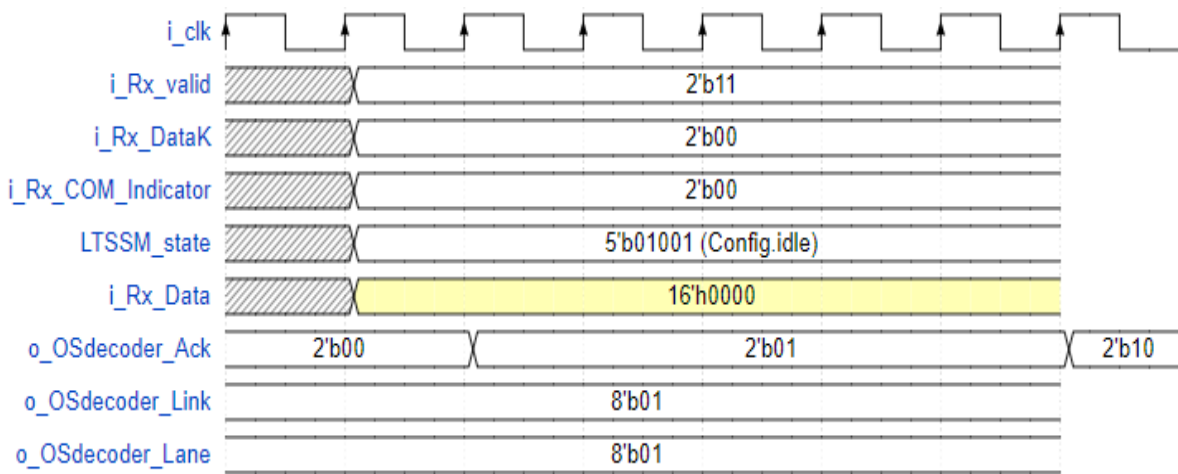 i_clk
i_Rx_valid 2'b11
i_Rx_DataK 2'b00
i_Rx_COM_Indicator 2'b00
LTSSM_state 5'b01001 (Config.idle)
i_Rx_Data 16'h0000
o_OSdecoder_Ack 2'b00 2'b01 2'b10
o_OSdecoder_Link 8'b01
o_OSdecoder_Lane 8'b01